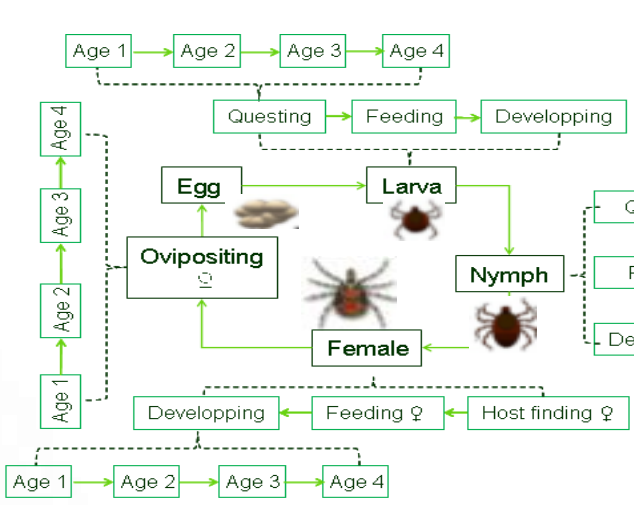 Age 1 Age 2 Age 3 Age 4
Questing Feeding Developping
Age 4
Age 3
Age 2
Age 1
Egg Larva
Ovipositing
♀
Nymph
Female
Developping Feeding ♀ Host finding ♀
Age 1 Age 2 Age 3 Age 4